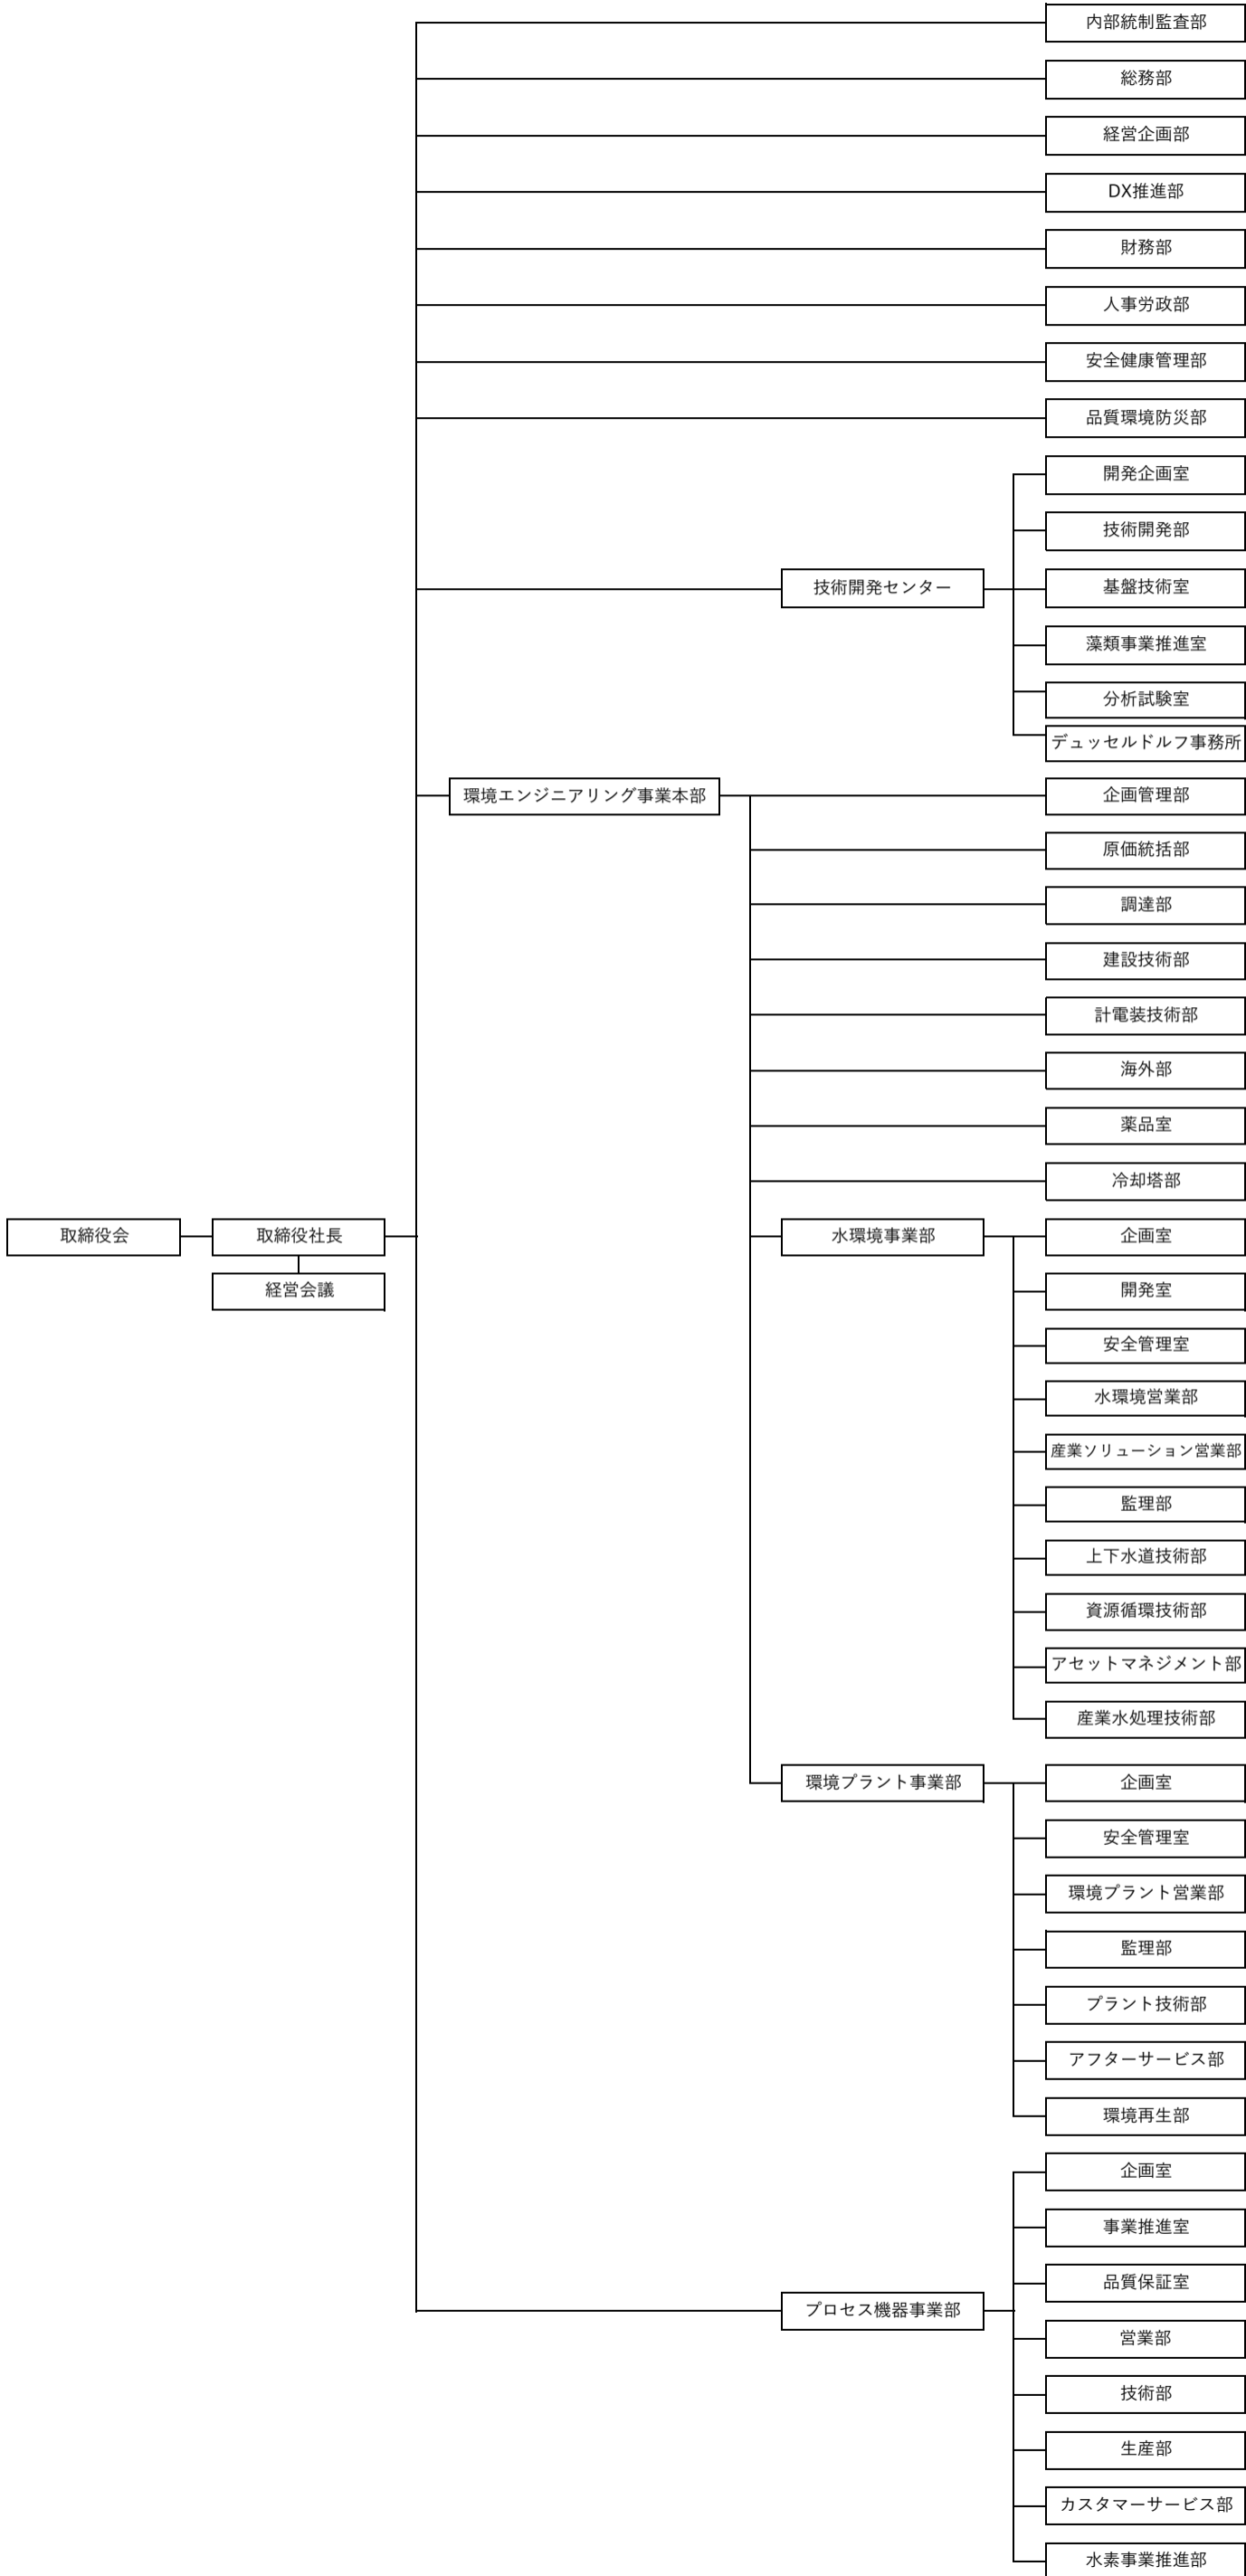 内部統制監査部
総務部
経営企画部
DX推進部
財務部
人事労政部
安全健康管理部
品質環境防災部
開発企画室
技術開発部
技術開発センター
基盤技術室
藻類事業推進室
分析試験室
デュッセルドルフ事務所
環境エンジニアリング事業本部
企画管理部
原価統括部
調達部
建設技術部
計電装技術部
海外部
薬品室
冷却塔部
取締役会
取締役社長
水環境事業部
企画室
経営会議
開発室
安全管理室
水環境営業部
産業ソリューション営業部
監理部
上下水道技術部
資源循環技術部
アセットマネジメント部
産業水処理技術部
環境プラント事業部
企画室
安全管理室
環境プラント営業部
監理部
プラント技術部
アフターサービス部
環境再生部
企画室
事業推進室
品質保証室
プロセス機器事業部
営業部
技術部
生産部
カスタマーサービス部
水素事業推進部